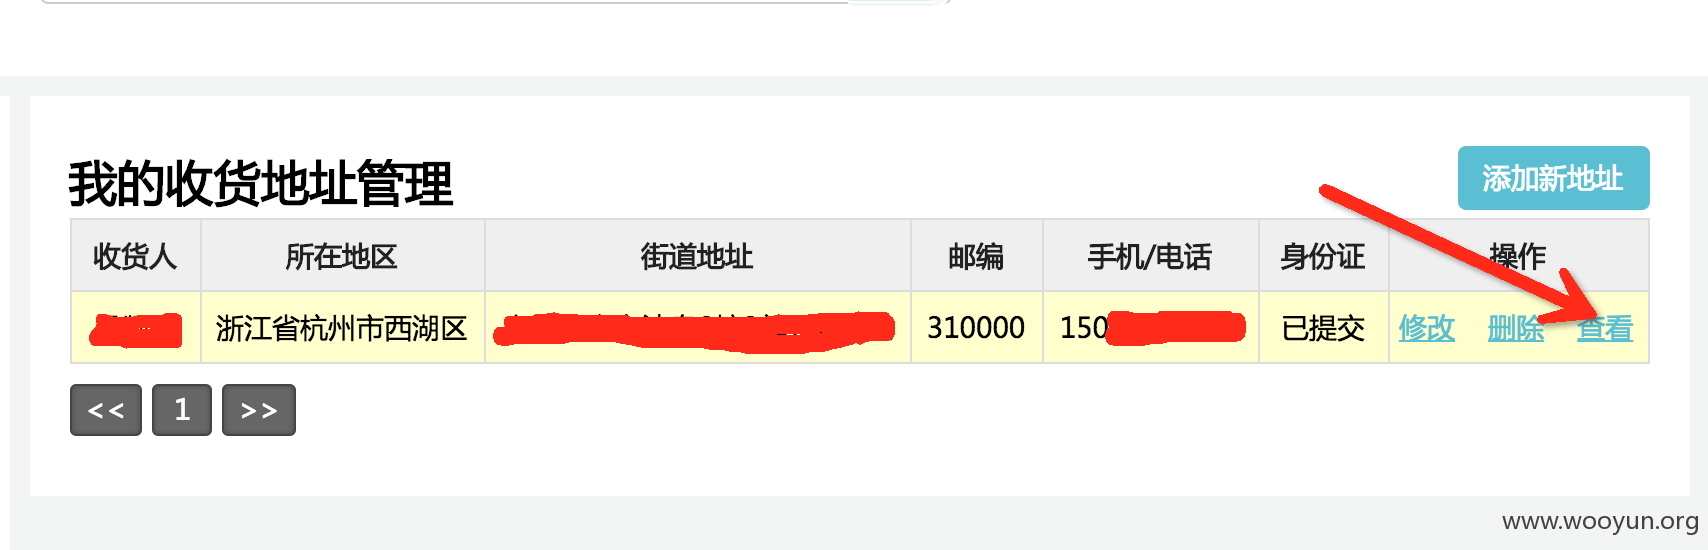 我的收货地址管理
添加新地址
收货人 所在地区 街道地址 邮编 手机/电话 身份证 操作
浙江省杭州市西湖区 310000 150 已提交 修改 删除 查看
<< 1 >>
www.wooyun.org